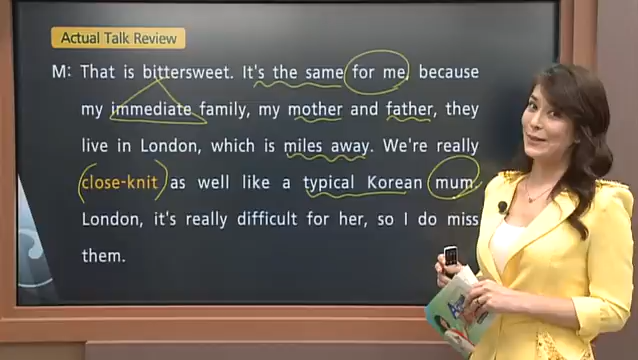 Actual Talk Review
M: That is bittersweet. It's the same for me, because
my immediate family, my mother and father, they
live in London, which is miles away. We're really
close-knit as well like a typical Korean mum.
London, it's really difficult for her, so I do miss
them.